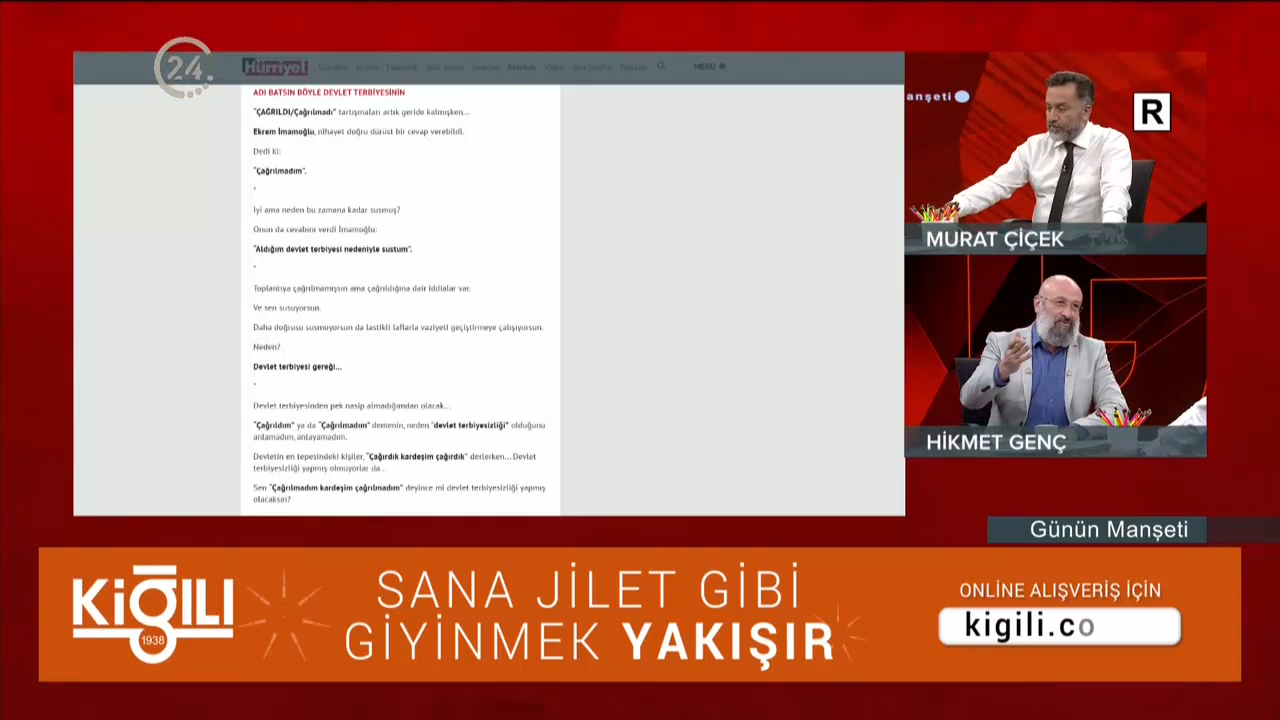 24
Hürriyet
MENU
ADI BATSIN BÖYLE DEVLET TERBİYESİNİN
"ÇAĞRILDI/Çağrılmadı" tartışmaları artık geride kalmışken...
Ekrem İmamoğlu, nihayet doğru dürüst bir cevap verebildi.
Dedi ki:
"Çağrılmadım".
*
İyi ama neden bu zamana kadar susmuş?
Onun da cevabını verdi İmamoğlu:
"Aldığım devlet terbiyesi nedeniyle sustum".
*
Toplantıya çağrılmamışsın ama çağrıldığına dair iddialar var.
Ve sen susuyorsun.
Daha doğrusu susmuyorsun da lastikli laflarla vaziyeti geçiştirmeye çalışıyorsun.
Neden?
Devlet terbiyesi gereği...
*
Devlet terbiyesinden pek nasip almadığımdan olacak...
"Çağrıldım" ya da "Çağrılmadım" demenin, neden "devlet terbiyesizliği" olduğunu
anlamadım, anlayamadım.
Devletin en tepesindeki kişiler, "Çağırdık kardeşim çağırdık" derlerken... Devlet
terbiyesizliği yapmış olmuyorlar da...
Sen "Çağrılmadım kardeşim çağrılmadım" deyince mi devlet terbiyesizliği yapmış
olacaksın?
anşeti
R
MURAT ÇİÇEK
HİKMET GENÇ
Günün Manşeti
KİĞILI
1938
SANA JİLET GİBİ
GİYİNMEK YAKIŞIR
ONLINE ALIŞVERİŞ İÇİN
kigili.co